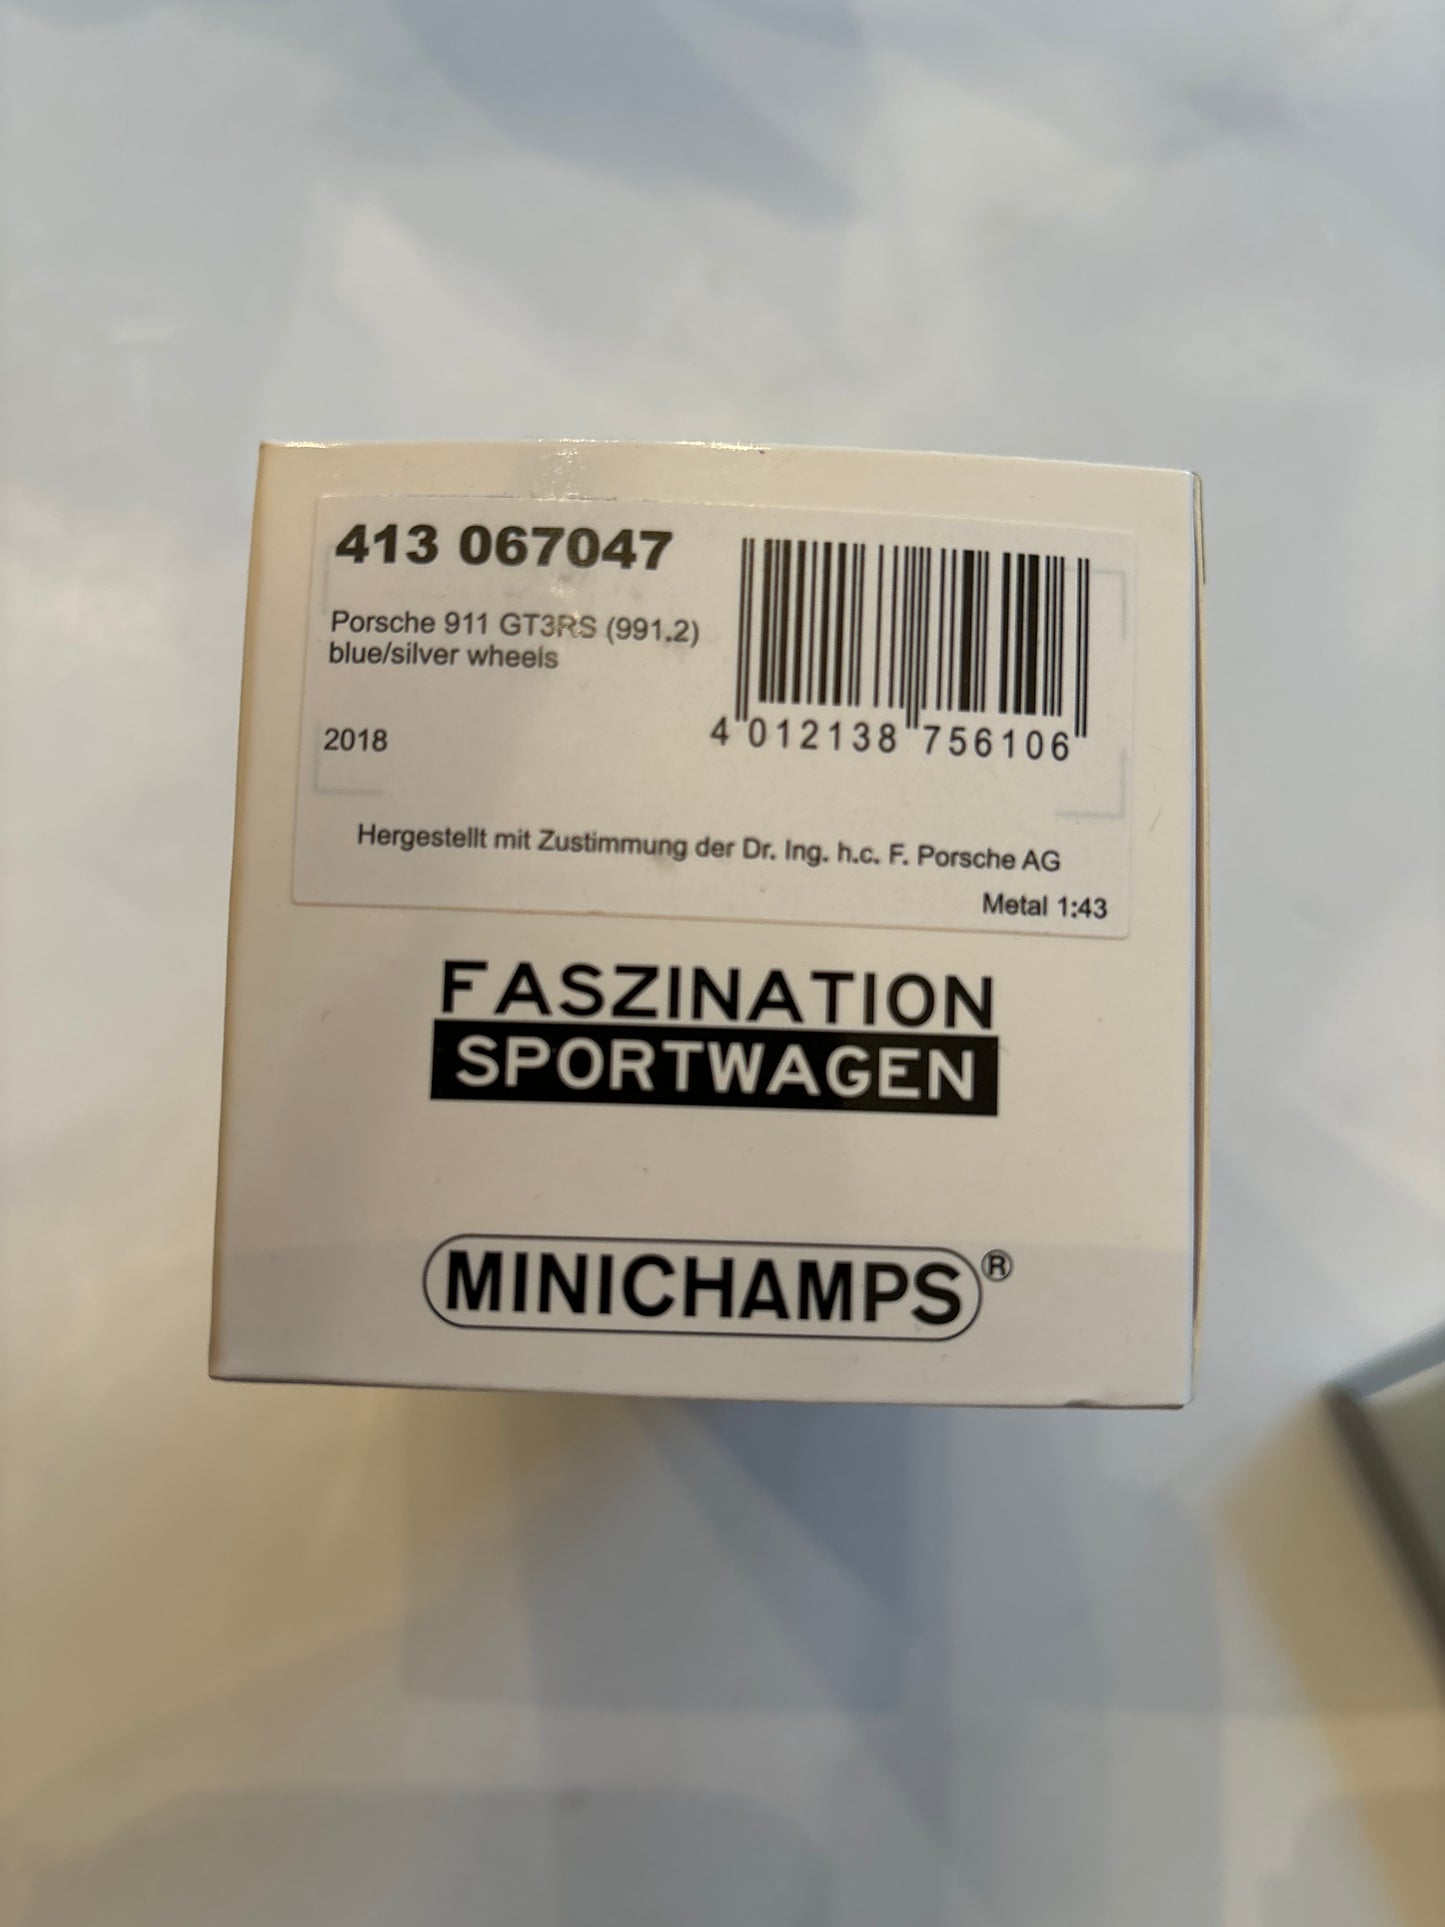 413 067047
Porsche 911 GT3RS (991.2)
blue/silver wheels
2018
4 012138 756106
Hergestellt mit Zustimmung der Dr. Ing. h.c. F. Porsche AG
Metal 1:43
FASZINATION
SPORTWAGEN
MINICHAMPS®